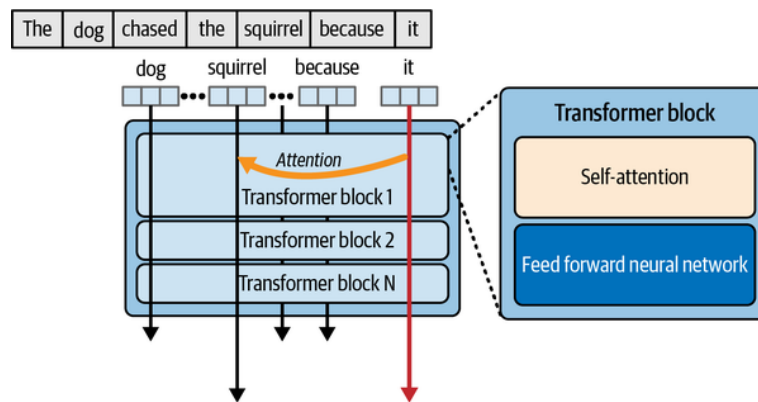 The dog chased the squirrel because it
dog squirrel because it
Attention
Transformer block 1
Transformer block 2
Transformer block N
Transformer block
Self-attention
Feed forward neural network